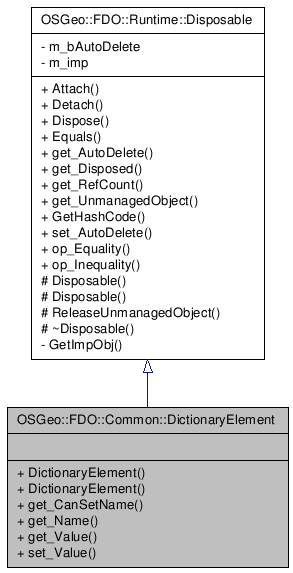 OSGeo::FDO::Runtime::Disposable
- m_bAutoDelete
- m_imp
+ Attach()
+ Detach()
+ Dispose()
+ Equals()
+ get_AutoDelete()
+ get_Disposed()
+ get_RefCount()
+ get_UnmanagedObject()
+ GetHashCode()
+ set_AutoDelete()
+ op_Equality()
+ op_Inequality()
# Disposable()
# Disposable()
# ReleaseUnmanagedObject()
# ~Disposable()
- GetImpObj()
OSGeo::FDO::Common::DictionaryElement
+ DictionaryElement()
+ DictionaryElement()
+ get_CanSetName()
+ get_Name()
+ get_Value()
+ set_Value()